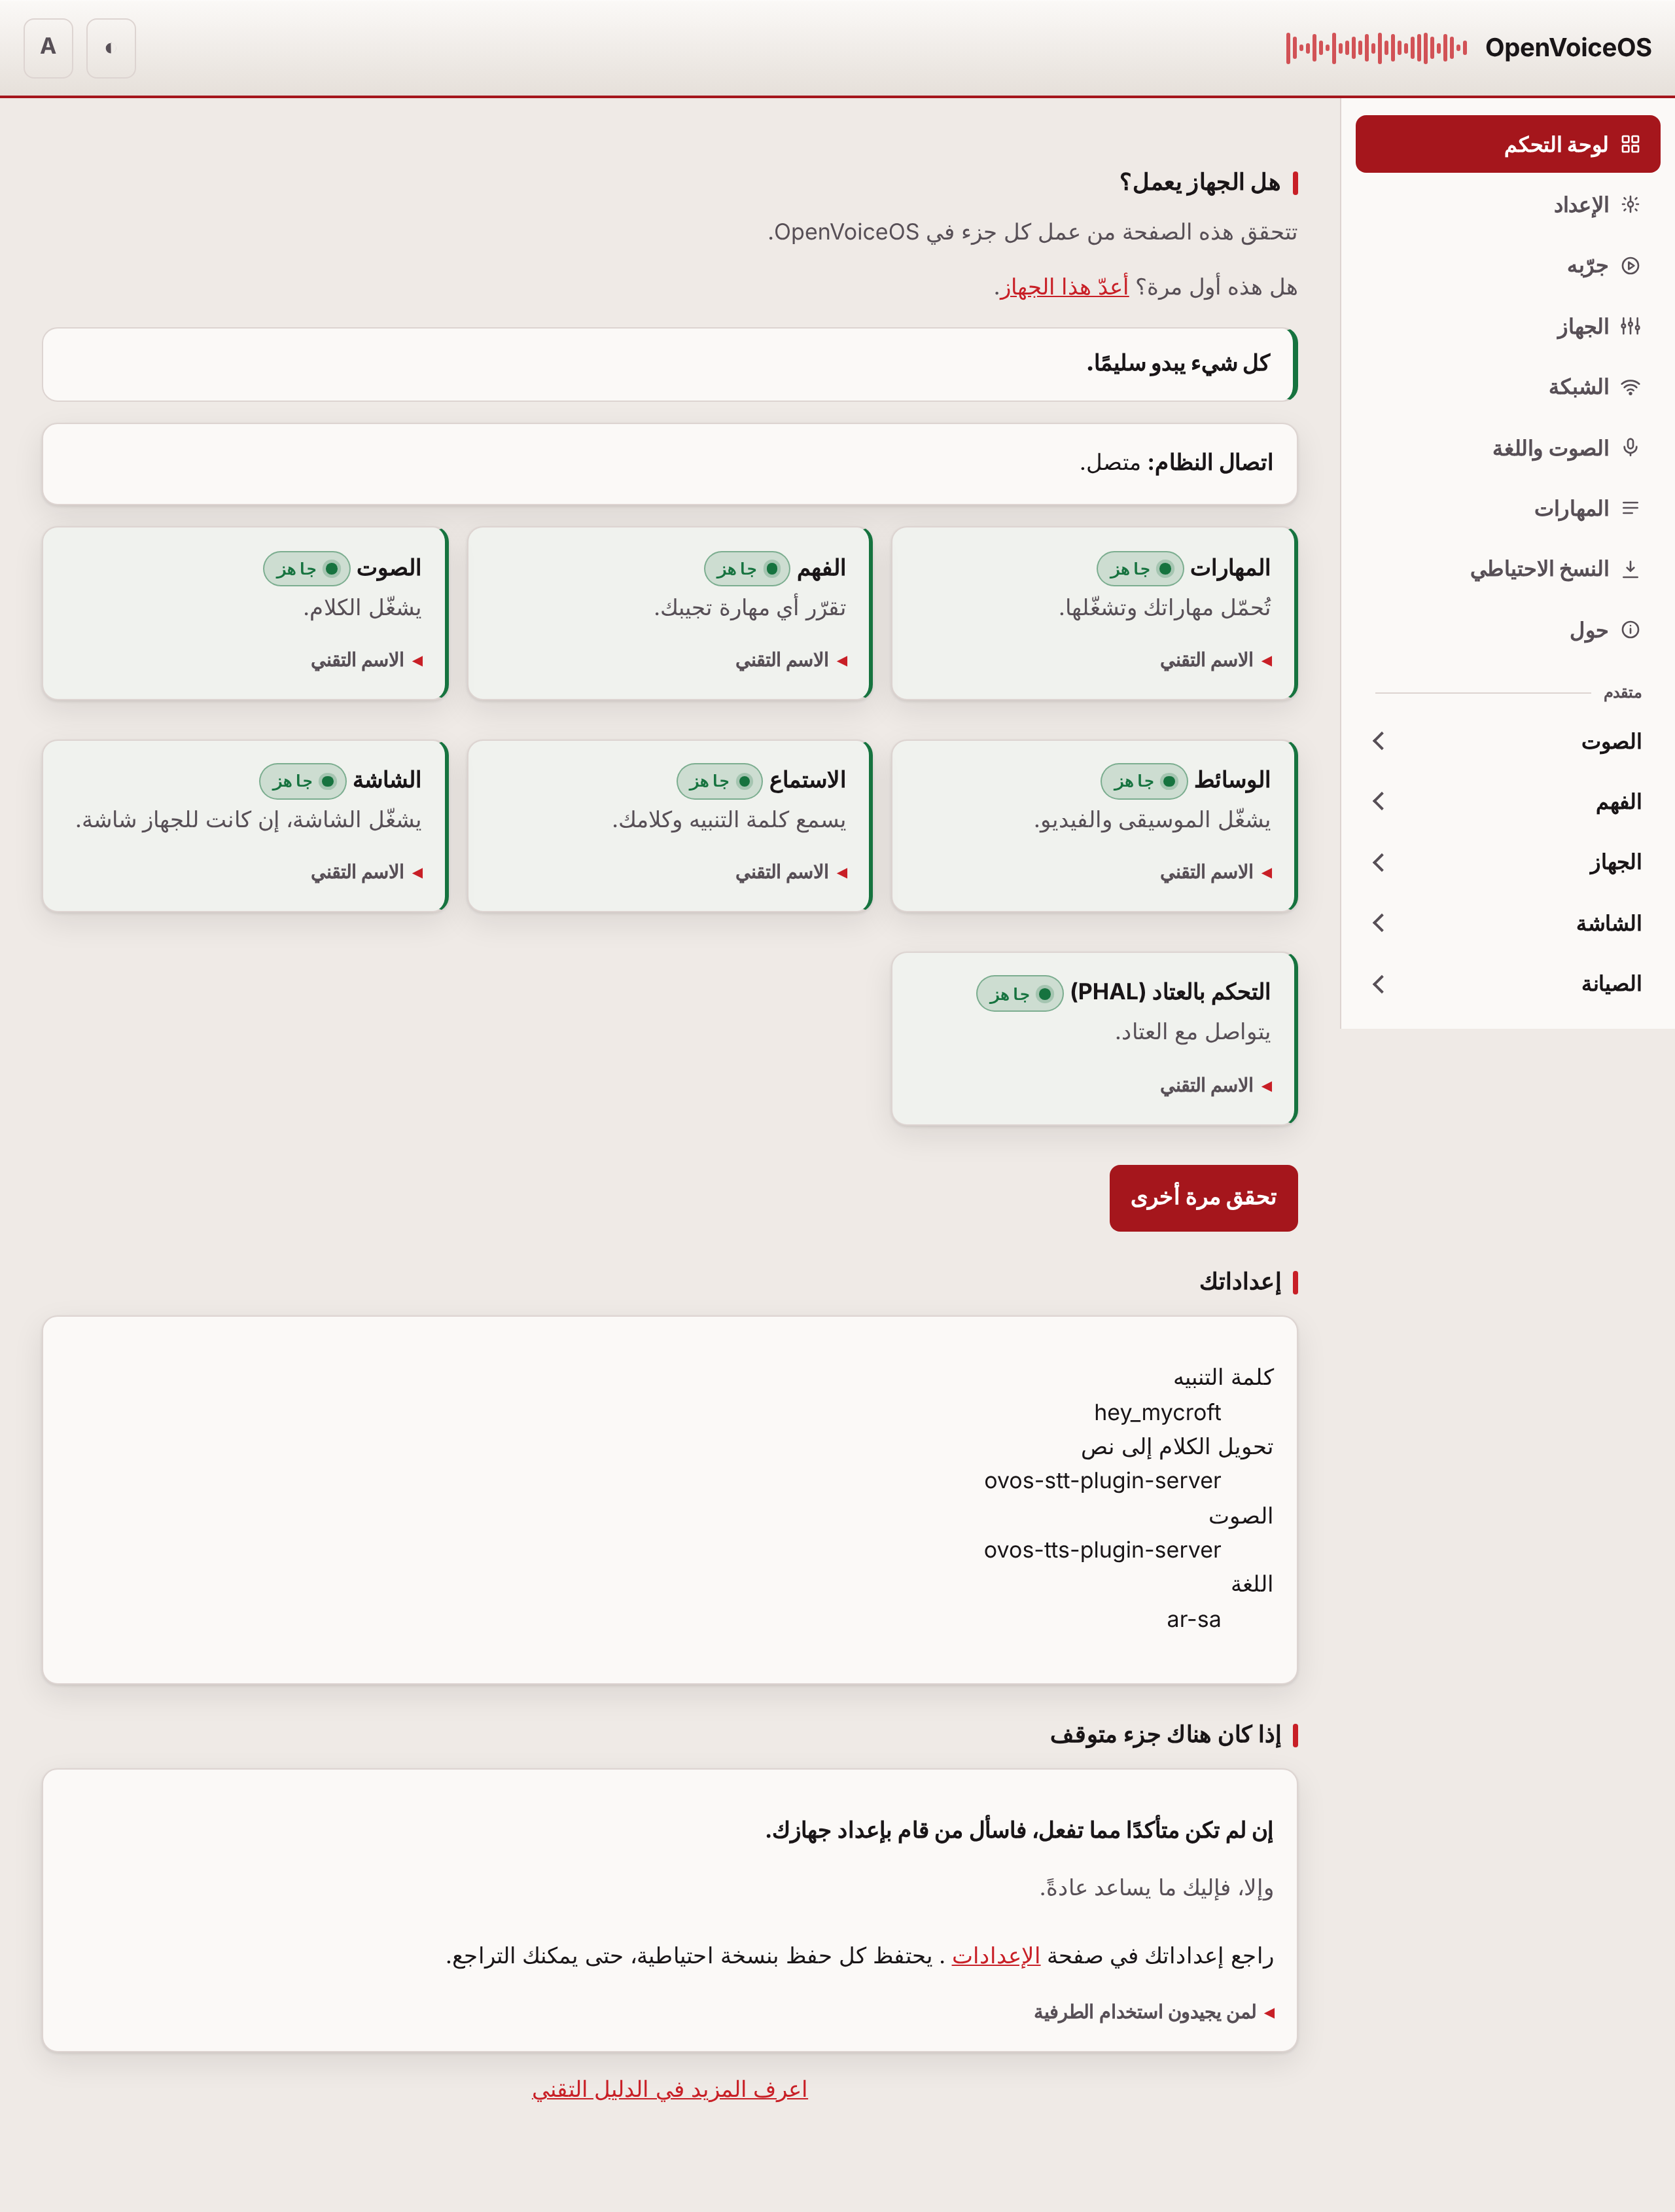 OpenVoiceOS
A
لوحة التحكم
الإعداد
جرّبه
الجهاز
الشبكة
الصوت واللغة
المهارات
النسخ الاحتياطي
حول
متقدم
الصوت
الفهم
الجهاز
الشاشة
الصيانة
هل الجهاز يعمل؟
تتحقق هذه الصفحة من عمل كل جزء في OpenVoiceOS.
هل هذه أول مرة؟ أعدّ هذا الجهاز.
كل شيء يبدو سليمًا.
اتصال النظام: متصل.
المهارات جاهز
تُحمّل مهاراتك وتشغّلها.
الاسم التقني
الفهم جاهز
تقرّر أي مهارة تجيبك.
الاسم التقني
الصوت جاهز
يشغّل الكلام.
الاسم التقني
الوسائط جاهز
يشغّل الموسيقى والفيديو.
الاسم التقني
الاستماع جاهز
يسمع كلمة التنبيه وكلامك.
الاسم التقني
الشاشة جاهز
يشغّل الشاشة، إن كانت للجهاز شاشة.
الاسم التقني
التحكم بالعتاد (PHAL) جاهز
يتواصل مع العتاد.
الاسم التقني
تحقق مرة أخرى
إعداداتك
كلمة التنبيه
hey_mycroft
تحويل الكلام إلى نص
ovos-stt-plugin-server
الصوت
ovos-tts-plugin-server
اللغة
ar-sa
إذا كان هناك جزء متوقف
إن لم تكن متأكدًا مما تفعل، فاسأل من قام بإعداد جهازك.
وإلا، فإليك ما يساعد عادةً.
راجع إعداداتك في صفحة الإعدادات . يحتفظ كل حفظ بنسخة احتياطية، حتى يمكنك التراجع.
لمن يجيدون استخدام الطرفية
اعرف المزيد في الدليل التقني